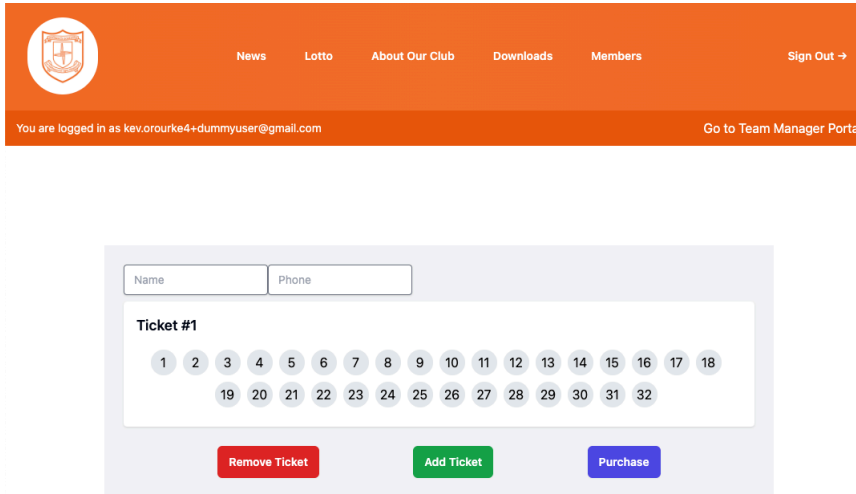 News Lotto About Our Club Downloads Members Sign Out →
You are logged in as kev.orourke4+dummyuser@gmail.com Go to Team Manager Porta
Name Phone
Ticket #1
1 2 3 4 5 6 7 8 9 10 11 12 13 14 15 16 17 18
19 20 21 22 23 24 25 26 27 28 29 30 31 32
Remove Ticket Add Ticket Purchase